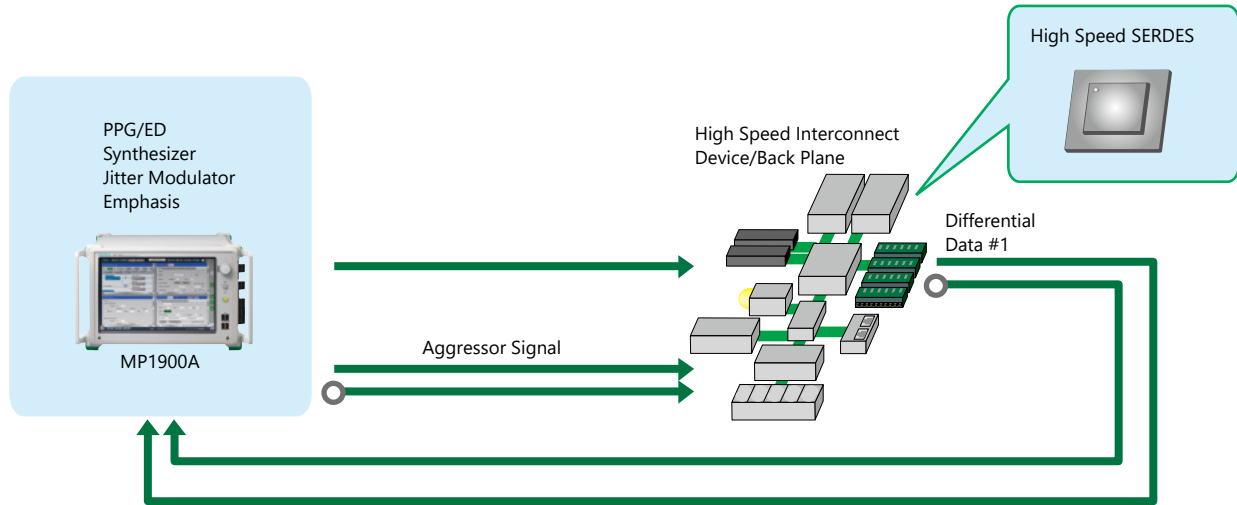 High Speed SERDES
PPG/ED
Synthesizer
Jitter Modulator
Emphasis
High Speed Interconnect
Device/Back Plane
Differential
Data #1
MP1900A
Aggressor Signal